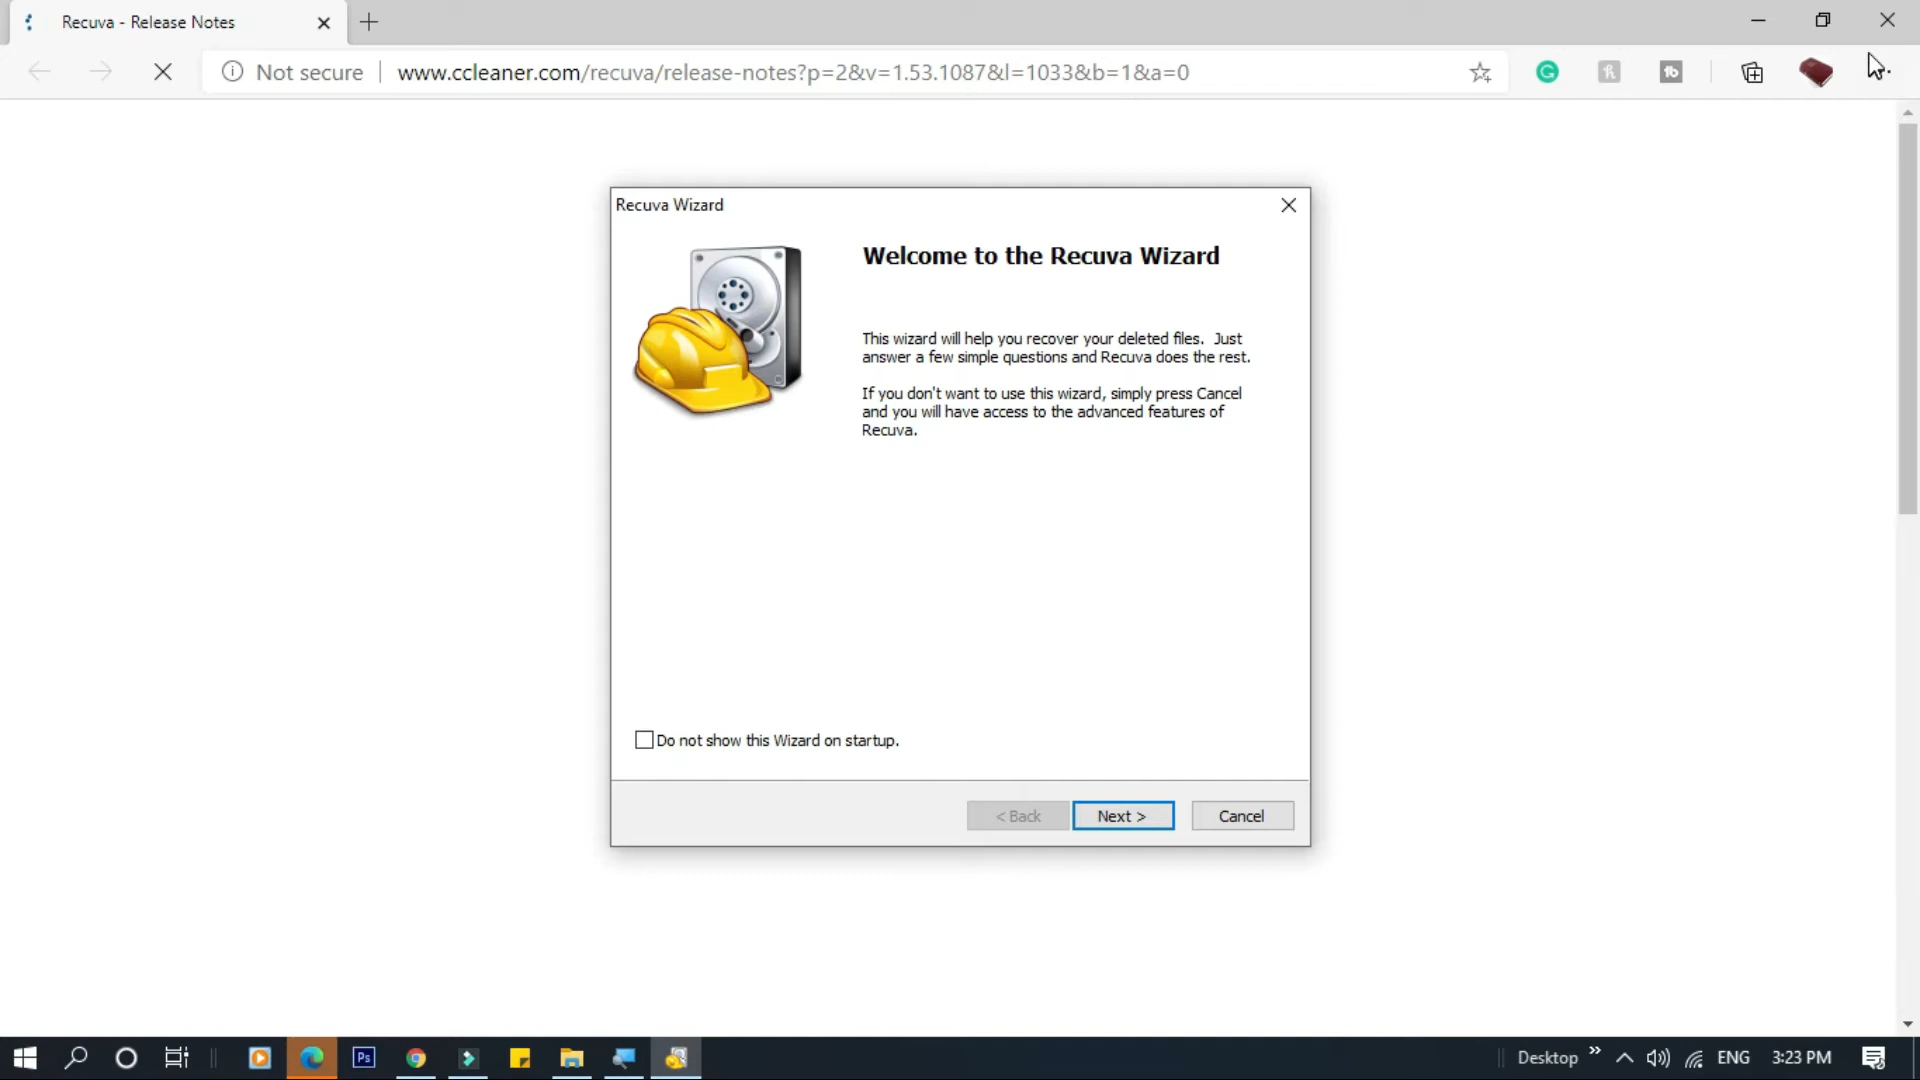 Recuva - Release Notes
Not secure
www.ccleaner.com/recuva/release-notes?p=2&v=1.53.1087&l=1033&b=1&a=0
Recuva Wizard
Welcome to the Recuva Wizard
This wizard will help you recover your deleted files. Just
answer a few simple questions and Recuva does the rest.
If you don't want to use this wizard, simply press Cancel
and you will have access to the advanced features of
Recuva.
Do not show this Wizard on startup.
< Back
Next >
Cancel
Ps
Desktop
ENG
3:23 PM